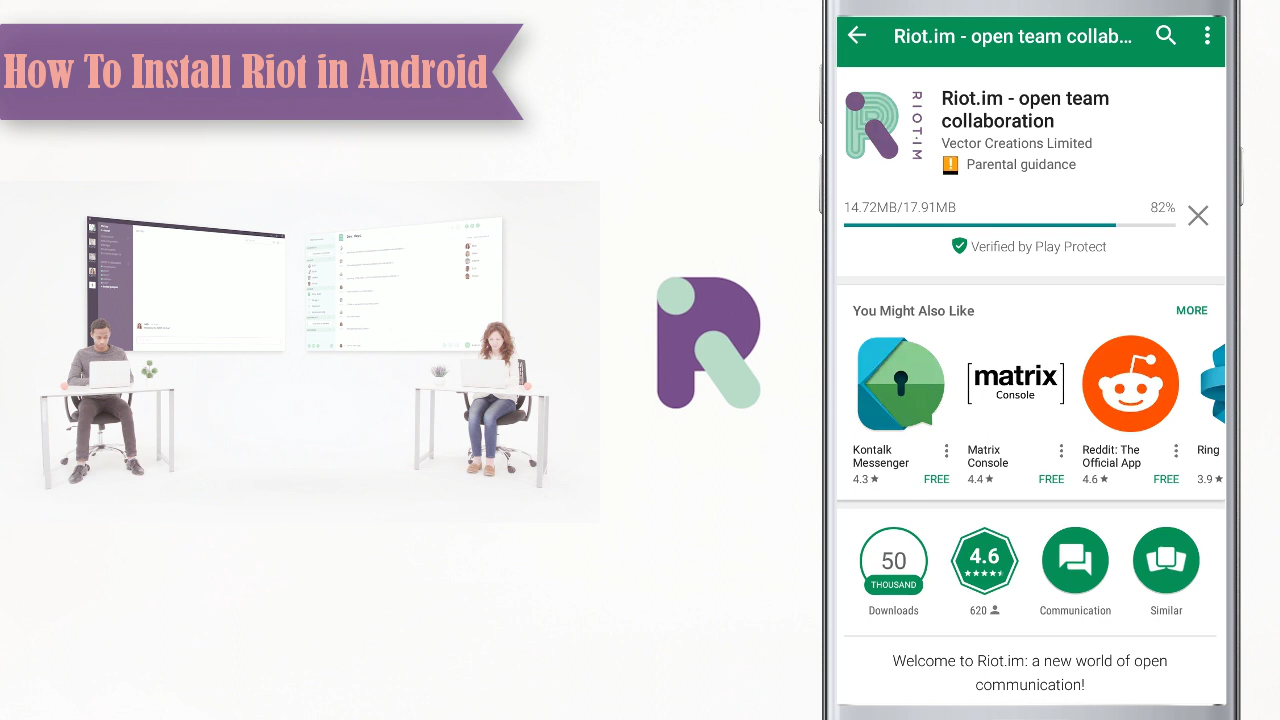 How To Install Riot in Android
Riot.im - open team collab...
RIOT.IM
Riot.im - open team
collaboration
Vector Creations Limited
Parental guidance
14.72MB/17.91MB 82%
Verified by Play Protect
You Might Also Like MORE
matrix
Console
Kontalk
Messenger
4.3★ FREE
Matrix
Console
4.4★ FREE
Reddit: The
Official App
4.6★ FREE
Ring
3.9★
50
THOUSAND
Downloads
4.6
620
Communication
Similar
Welcome to Riot.im: a new world of open
communication!